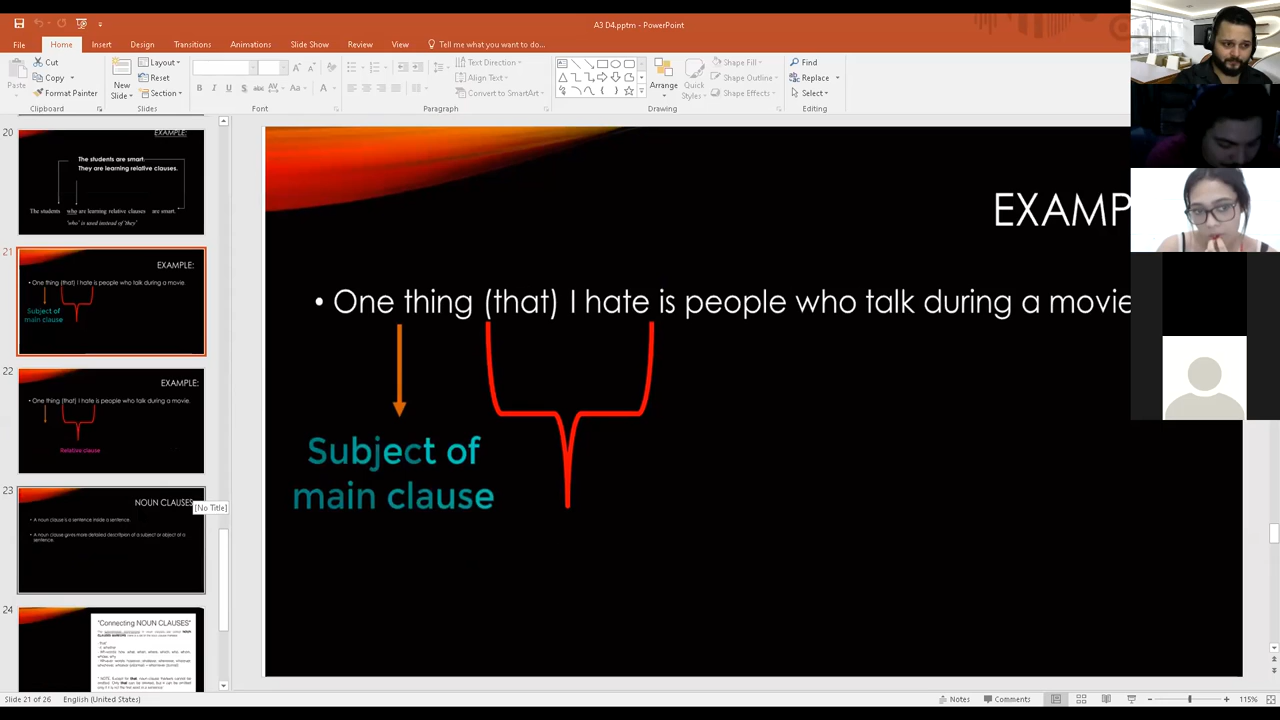 A3 D4.pptm - PowerPoint
File Home Insert Design Transitions Animations Slide Show Review View Tell me what you want to do...
Paste
Cut
Copy
Format Painter
Clipboard
New Slide
Layout
Reset
Section
Slides
Font
Text Direction
Align Text
Convert to SmartArt
Paragraph
Arrange
Quick Styles
Shape Fill
Shape Outline
Shape Effects
Drawing
Find
Replace
Select
Editing
20
EXAMPLE:
The students are smart
They are learning relative clauses.
The students who are learning relative clauses are smart.
"who" is used instead of "they"
21
EXAMPLE:
• One thing (that) I hate is people who talk during a movie.
Subject of
main clause
22
EXAMPLE:
• One thing (that) I hate is people who talk during a movie.
Relative clause
23
NOUN CLAUSES
[No Title]
• A noun clause is a sentence inside a sentence.
• A noun clause gives more detailed description of a subject or object of a
sentence.
24
"Connecting NOUN CLAUSES"
EXAMP
• One thing (that) I hate is people who talk during a movie
Subject of
main clause
Slide 21 of 26 English (United States) Notes Comments 115%